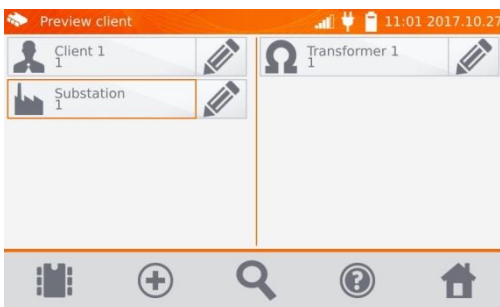 Preview client
11:01 2017.10.27
Client 1
1
Substation
1
Ω
Transformer 1
1